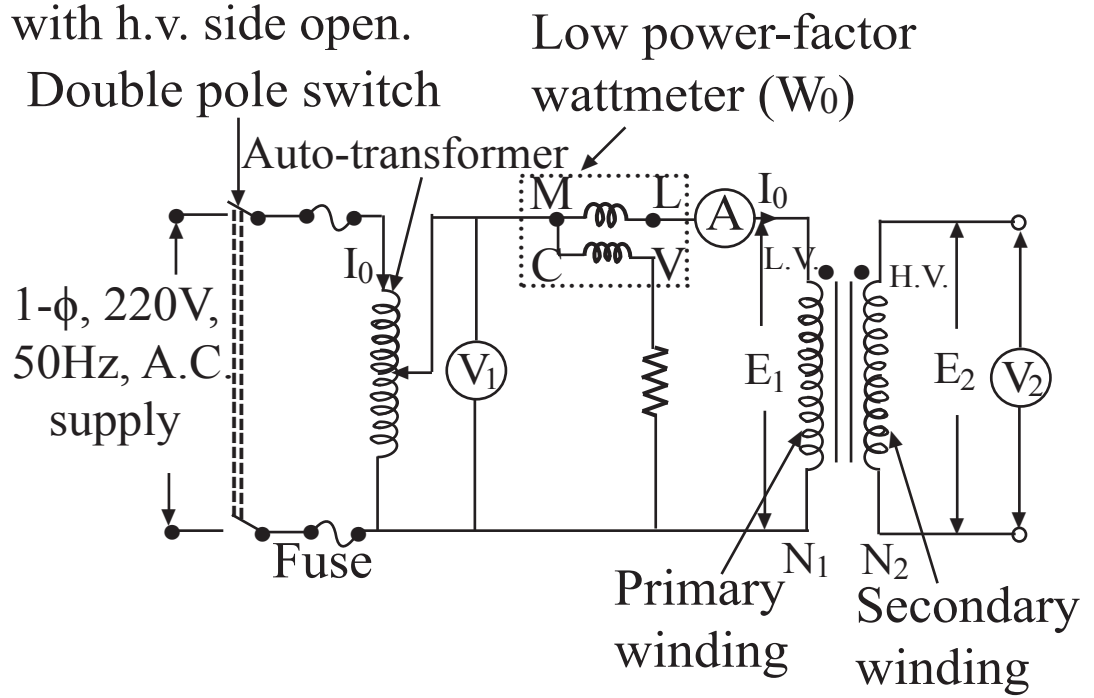 with h.v. side open.
Low power-factor
wattmeter (W0)
Double pole switch
Auto-transformer
M L
A
I0
I0
C V
L.V.
H.V.
1-ϕ, 220V,
50Hz, A.C.
supply
V1
E1
E2
V2
Fuse
N1
N2
Primary
winding
Secondary
winding